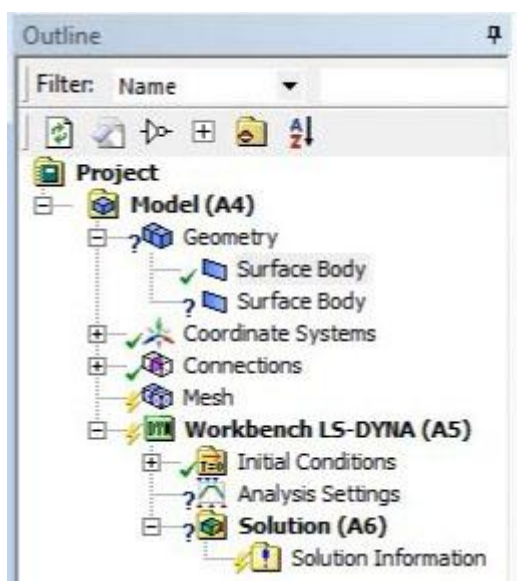 Outline
Filter: Name
Project
Model (A4)
Geometry
Surface Body
Surface Body
Coordinate Systems
Connections
Mesh
Workbench LS-DYNA (A5)
Initial Conditions
Analysis Settings
Solution (A6)
Solution Information